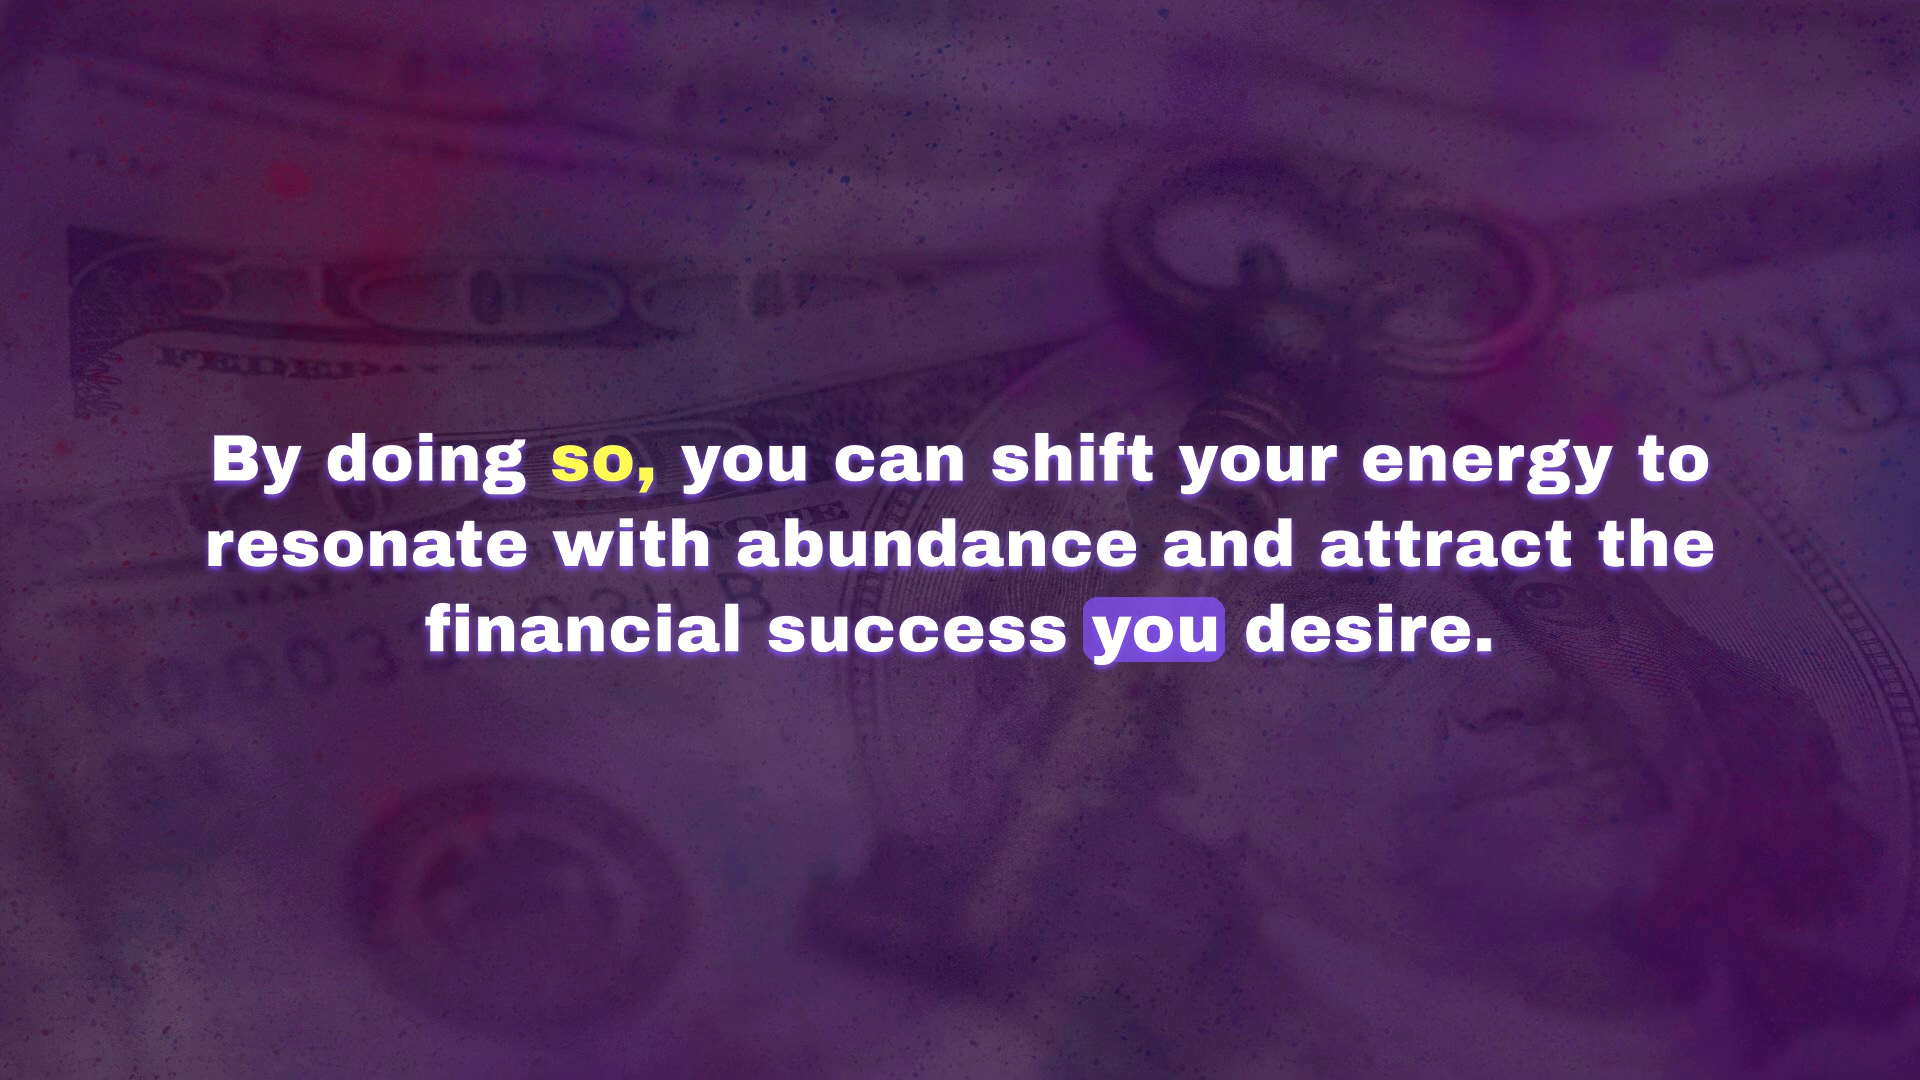 By doing so, you can shift your energy to
resonate with abundance and attract the
financial success you desire.